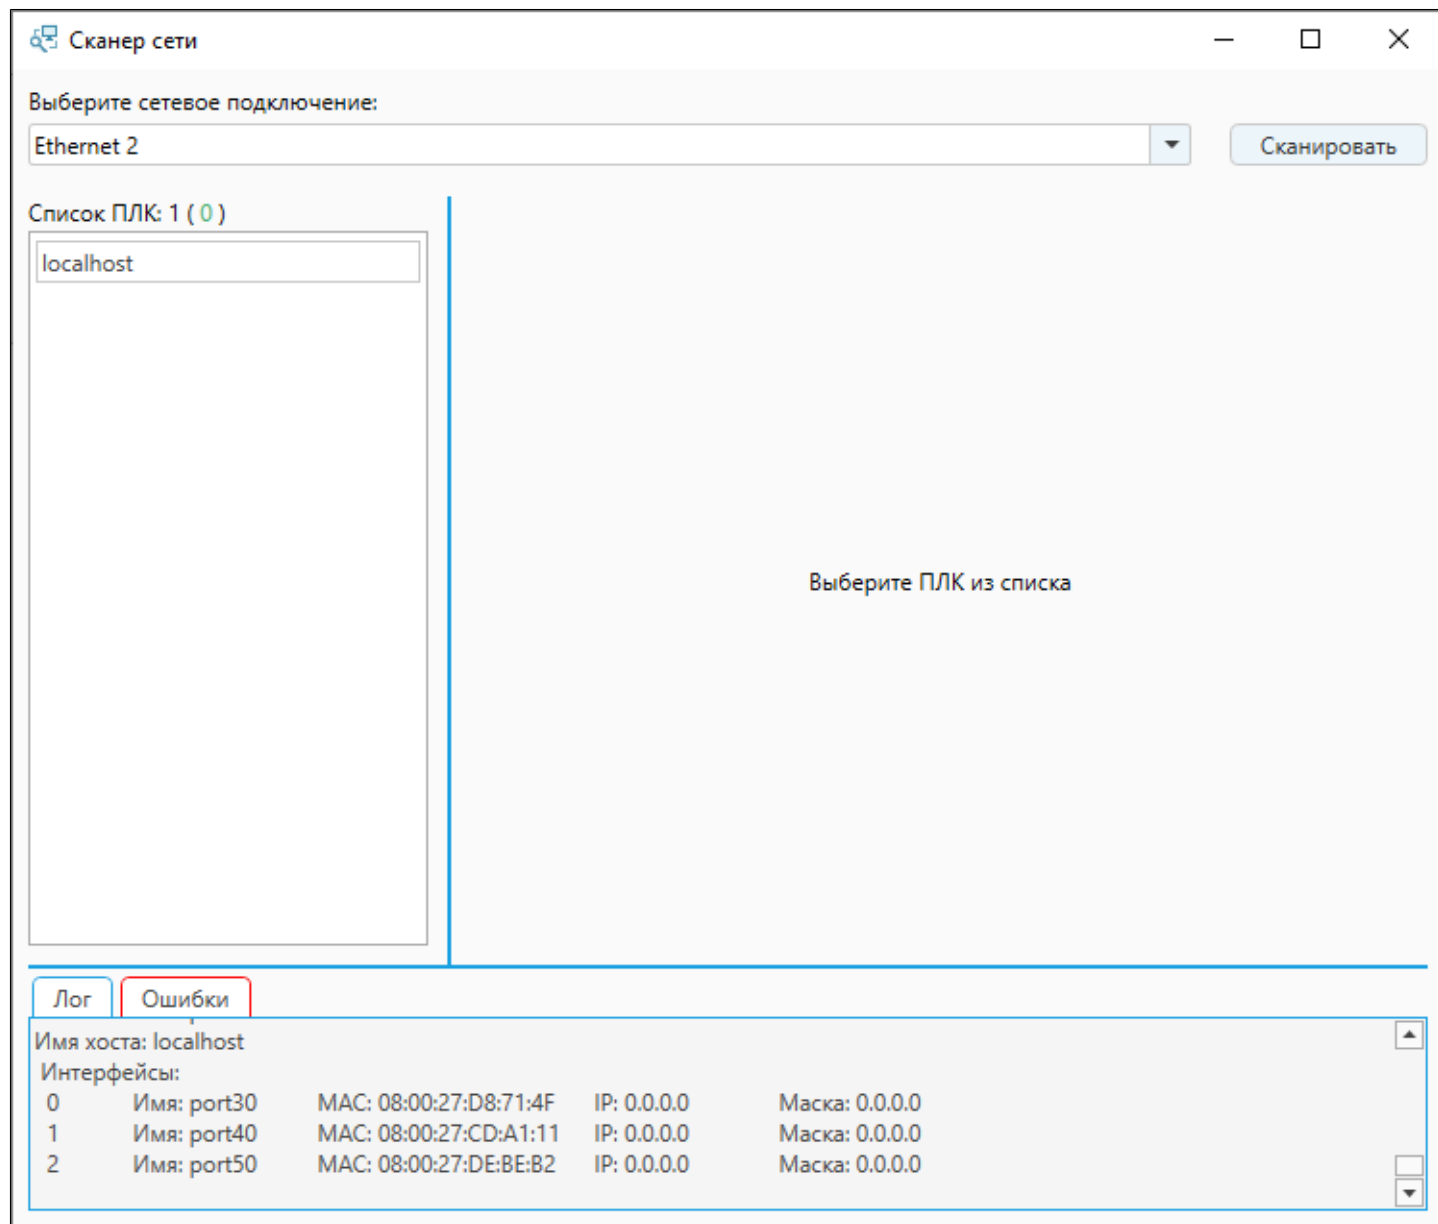 Сканер сети
Выберите сетевое подключение:
Ethernet 2
Сканировать
Список ПЛК: 1 ( 0 )
localhost
Выберите ПЛК из списка
Лог Ошибки
Имя хоста: localhost
Интерфейсы:
0 Имя: port30 MAC: 08:00:27:D8:71:4F IP: 0.0.0.0 Маска: 0.0.0.0
1 Имя: port40 MAC: 08:00:27:CD:A1:11 IP: 0.0.0.0 Маска: 0.0.0.0
2 Имя: port50 MAC: 08:00:27:DE:BE:B2 IP: 0.0.0.0 Маска: 0.0.0.0